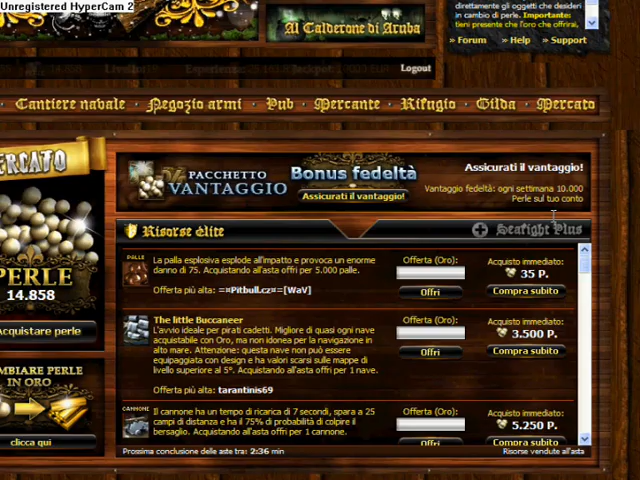 Unregistered HyperCam 2
Al Calderone di Aruba
direttamente gli oggetti che desideri
in cambio di perle. Importante:
tieni presente che l'oro che offrirai,
» Forum » Help » Support
Logout
Cantiere navale · Negozio armi · Pub · Mercante · Rifugio · Gilda · Mercato
PERLE
14.858
Acquistare perle
IN ORO
clicca qui
PACCHETTO
VANTAGGIO
Bonus fedeltà
Assicurati il vantaggio!
Assicurati il vantaggio!
Vantaggio fedeltà: ogni settimana 10.000
Perle sul tuo conto
Risorse èlite
Seafight Plus
PALLE
La palla esplosiva esplode all'impatto e provoca un enorme
danno di 75. Acquistando all'asta offri per 5.000 palle.
Offerta più alta: =¤Pitbull.cz¤=[WaV]
Offerta (Oro):
Offri
Acquisto immediato:
35 P.
Compra subito
The little Buccaneer
L'avvio ideale per pirati cadetti. Migliore di quasi ogni nave
acquistabile con Oro, ma non idonea per la navigazione in
alto mare. Attenzione: questa nave non può essere
equipaggiata con design e ha valori scarsi sulle mappe di
livello superiore al 5°. Acquistando all'asta offri per 1 nave.
Offerta più alta: tarantinis69
Offerta (Oro):
Offri
Acquisto immediato:
3.500 P.
Compra subito
CANNONE
Il cannone ha un tempo di ricarica di 7 secondi, spara a 25
campi di distanza e ha il 75% di probabilità di colpire il
bersaglio. Acquistando all'asta offri per 1 cannone.
Offerta (Oro):
Offri
Acquisto immediato:
5.250 P.
Compra subito
Prossima conclusione delle aste tra: 2:36 min
Risorse vendute all'asta